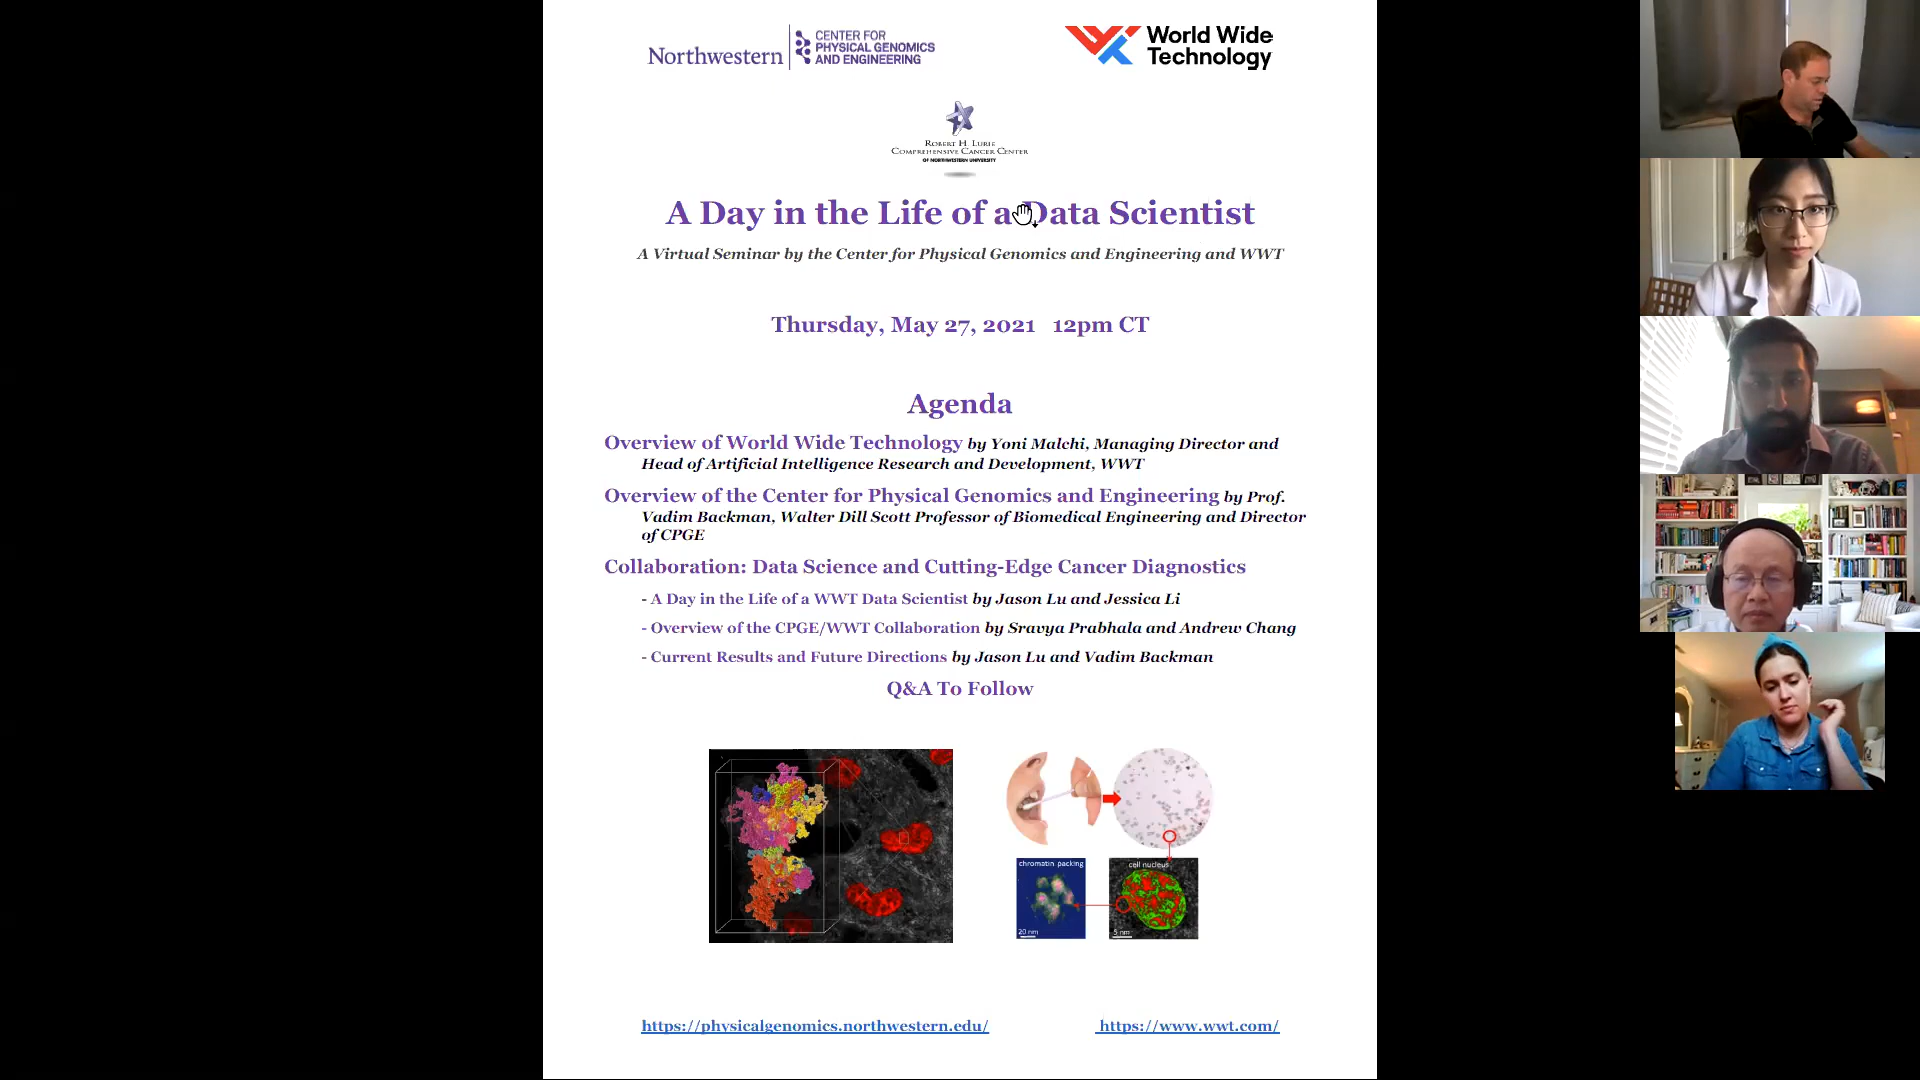 Northwestern
CENTER FOR
PHYSICAL GENOMICS
AND ENGINEERING
World Wide
Technology
ROBERT H. LURIE
COMPREHENSIVE CANCER CENTER
OF NORTHWESTERN UNIVERSITY
A Day in the Life of a Data Scientist
A Virtual Seminar by the Center for Physical Genomics and Engineering and WWT
Thursday, May 27, 2021 12pm CT
Agenda
Overview of World Wide Technology by Yoni Malchi, Managing Director and
Head of Artificial Intelligence Research and Development, WWT
Overview of the Center for Physical Genomics and Engineering by Prof.
Vadim Backman, Walter Dill Scott Professor of Biomedical Engineering and Director
of CPGE
Collaboration: Data Science and Cutting-Edge Cancer Diagnostics
- A Day in the Life of a WWT Data Scientist by Jason Lu and Jessica Li
- Overview of the CPGE/WWT Collaboration by Sravya Prabhala and Andrew Chang
- Current Results and Future Directions by Jason Lu and Vadim Backman
Q&A To Follow
chromatin packing
cell nucleus
20 nm
5 nm
https://physicalgenomics.northwestern.edu/
https://www.wwt.com/